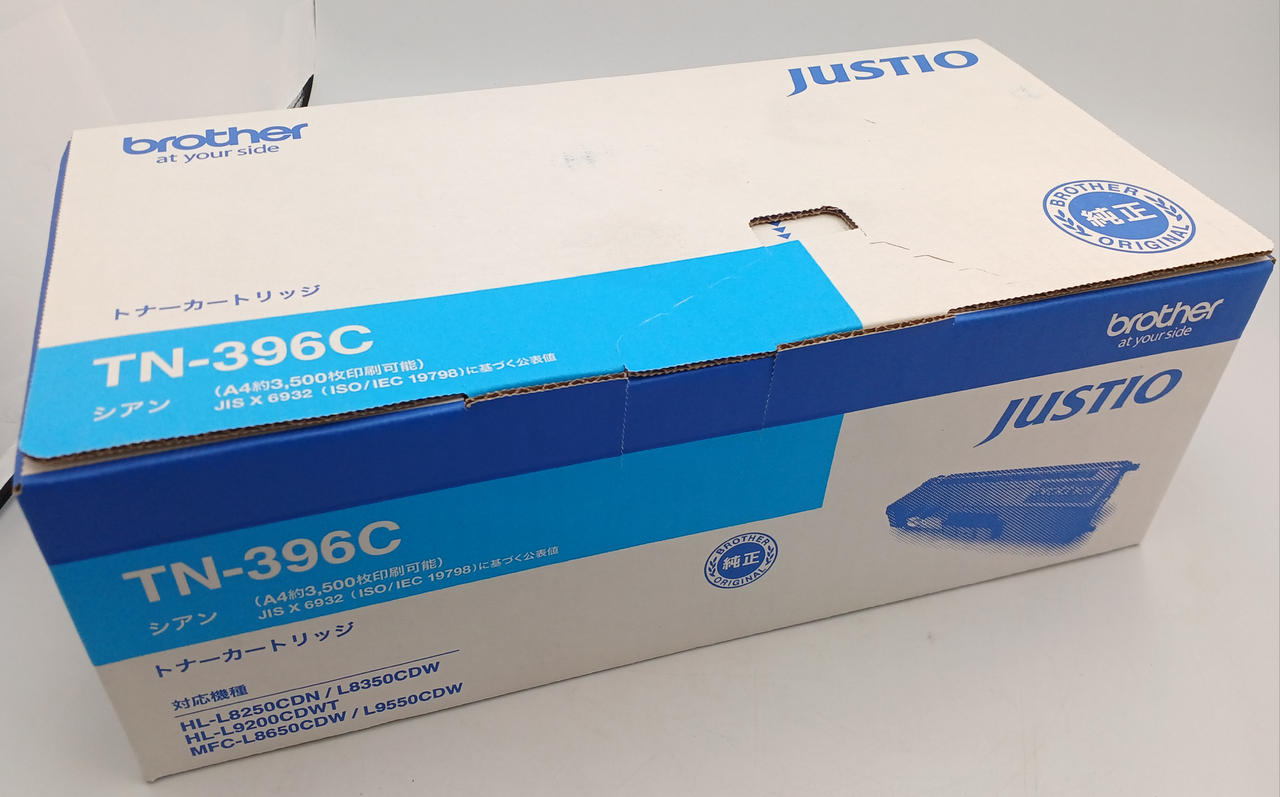 brother
at your side
JUSTIO
BROTHER
純正
ORIGINAL
トナーカートリッジ
TN-396C
シアン
(A4約3,500枚印刷可能)
JIS X 6932 (ISO/IEC 19798)に基づく公表値
brother
at your side
JUSTIO
TN-396C
シアン
(A4約3,500枚印刷可能)
JIS X 6932 (ISO/IEC 19798)に基づく公表値
BROTHER
純正
ORIGINAL
トナーカートリッジ
対応機種
HL-L8250CDN / L8350CDW
HL-L9200CDWT
MFC-L8650CDW / L9550CDW